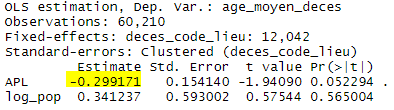 OLS estimation, Dep. Var.: age_moyen_deces
Observations: 60,210
Fixed-effects: deces_code_lieu: 12,042
Standard-errors: Clustered (deces_code_lieu)
Estimate Std. Error t value Pr(>|t|)
APL -0.299171 0.154140 -1.94090 0.052294 .
log_pop 0.341237 0.593002 0.57544 0.565004